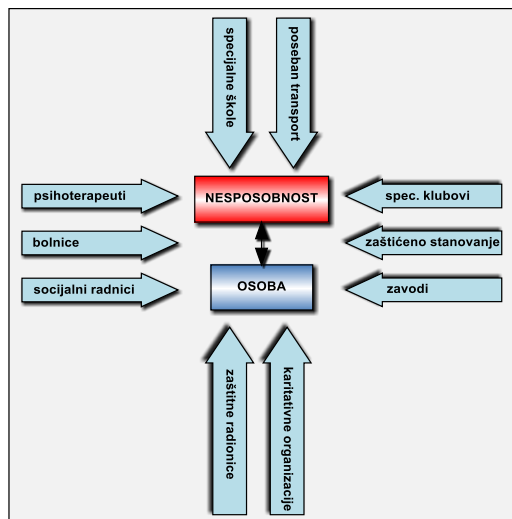 specijalne škole
poseban transport
psihoterapeuti
NESPOSOBNOST
spec. klubovi
bolnice
zaštićeno stanovanje
socijalni radnici
OSOBA
zavodi
zaštitne radionice
karitativne organizacije